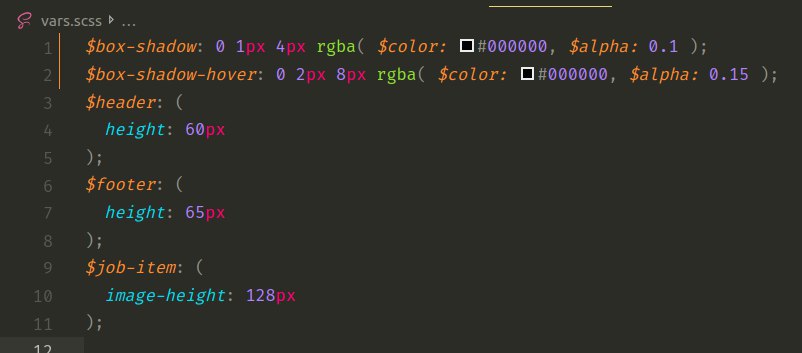 vars.scss ...
1 $box-shadow: 0 1px 4px rgba( $color: #000000, $alpha: 0.1 );
2 $box-shadow-hover: 0 2px 8px rgba( $color: #000000, $alpha: 0.15 );
3 $header: (
4 height: 60px
5 );
6 $footer: (
7 height: 65px
8 );
9 $job-item: (
10 image-height: 128px
11 );
12